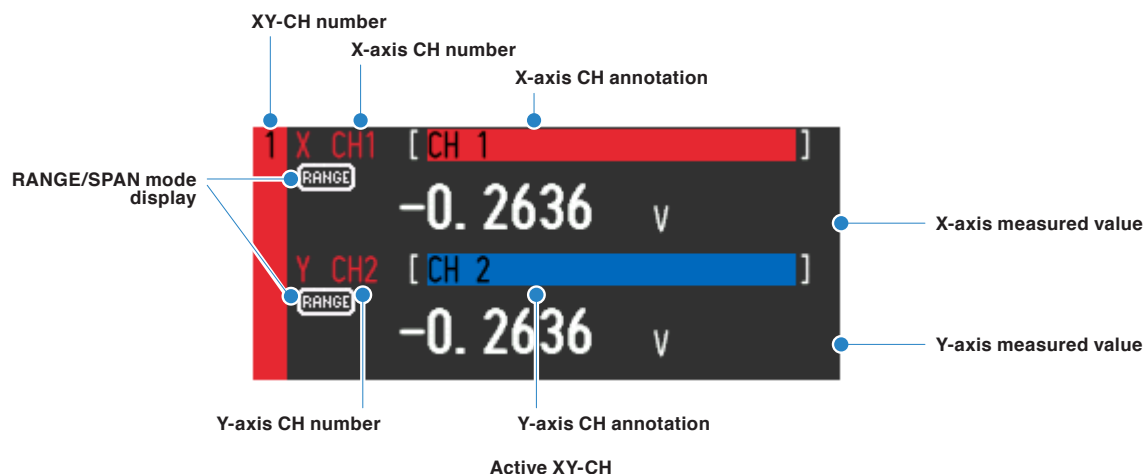 XY-CH number
X-axis CH number
X-axis CH annotation
1 X CH1 [CH 1]
RANGE
RANGE/SPAN mode
display
-0. 2636 V
X-axis measured value
Y CH2 [CH 2]
RANGE
-0. 2636 V
Y-axis measured value
Y-axis CH number
Y-axis CH annotation
Active XY-CH